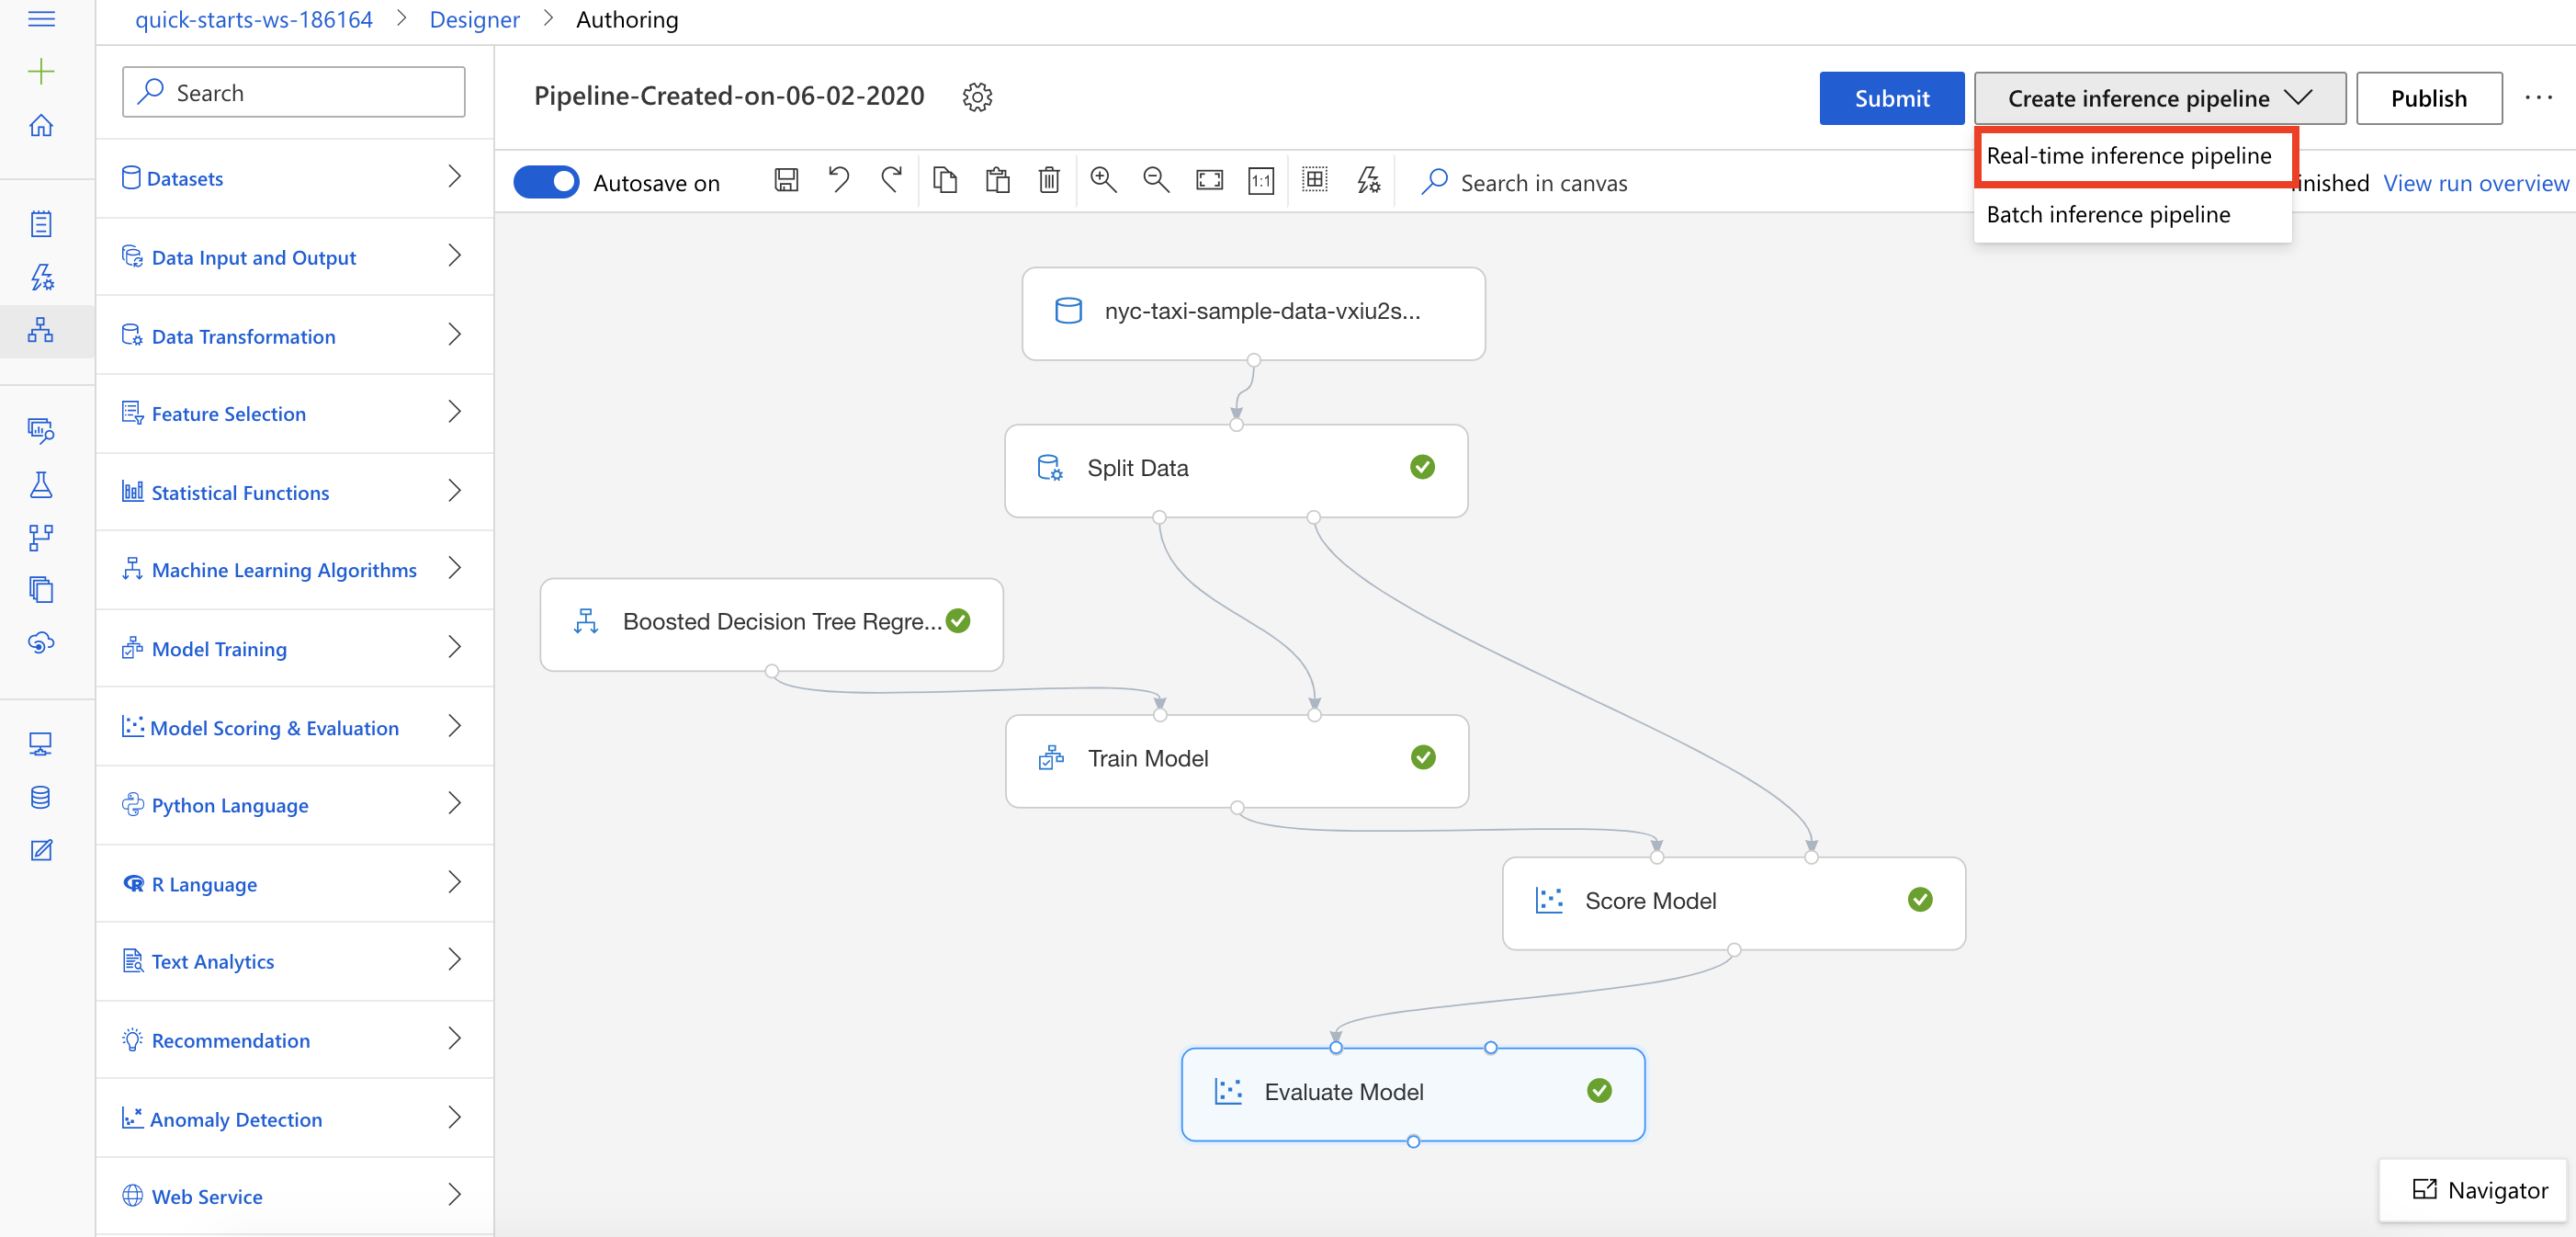 quick-starts-ws-186164 > Designer > Authoring
Search
Pipeline-Created-on-06-02-2020
Submit
Create inference pipeline
Publish
Real-time inference pipeline
Batch inference pipeline
Autosave on
1:1
Search in canvas
inished
View run overview
Datasets
Data Input and Output
Data Transformation
Feature Selection
Statistical Functions
Machine Learning Algorithms
Model Training
Model Scoring & Evaluation
Python Language
R Language
Text Analytics
Recommendation
Anomaly Detection
Web Service
nyc-taxi-sample-data-vxiu2s...
Split Data
Boosted Decision Tree Regre...
Train Model
Score Model
Evaluate Model
Navigator